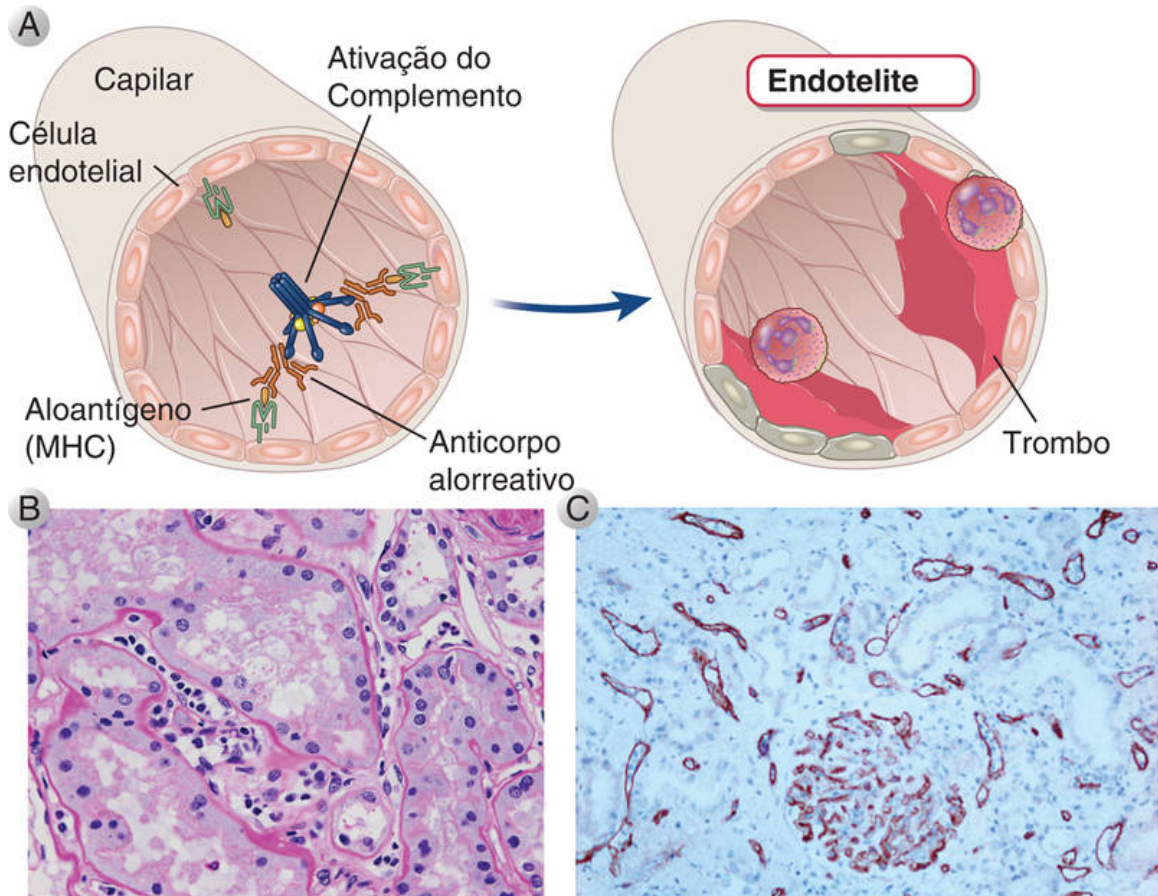 A
Capilar
Célula
endotelial
Ativação do
Complemento
Aloantígeno
(MHC)
Anticorpo
alorreativo
Endotelite
Trombo
B
C